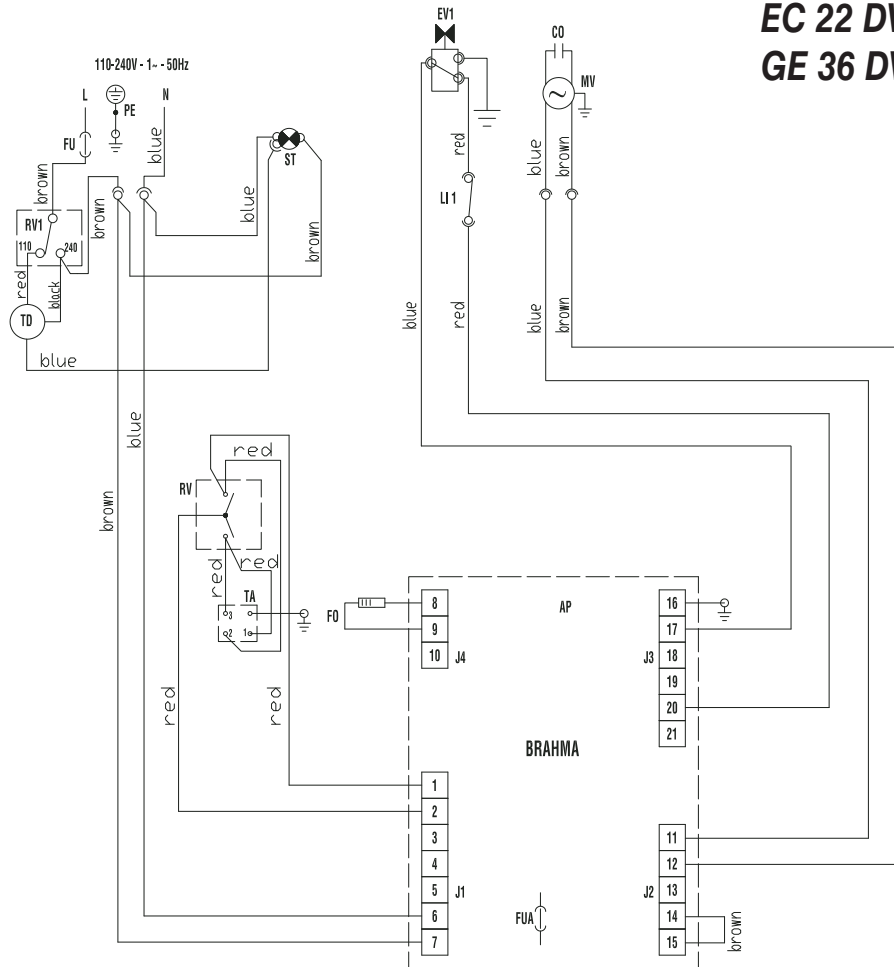 EC 22 DV
GE 36 DV
110-240V - 1~ - 50Hz
L
PE
N
FU
brown
blue
brown
RV1
110
240
red
black
TD
blue
blue
ST
brown
EV1
red
LI 1
blue
red
CO
MV
~
blue
brown
blue
brown
blue
brown
RV
red
red
red
TA
3
2
1
red
red
FO
8
9
10
J4
AP
16
17
18
19
20
21
J3
BRAHMA
1
2
3
4
5
6
7
J1
FUA
11
12
13
14
15
J2
brown